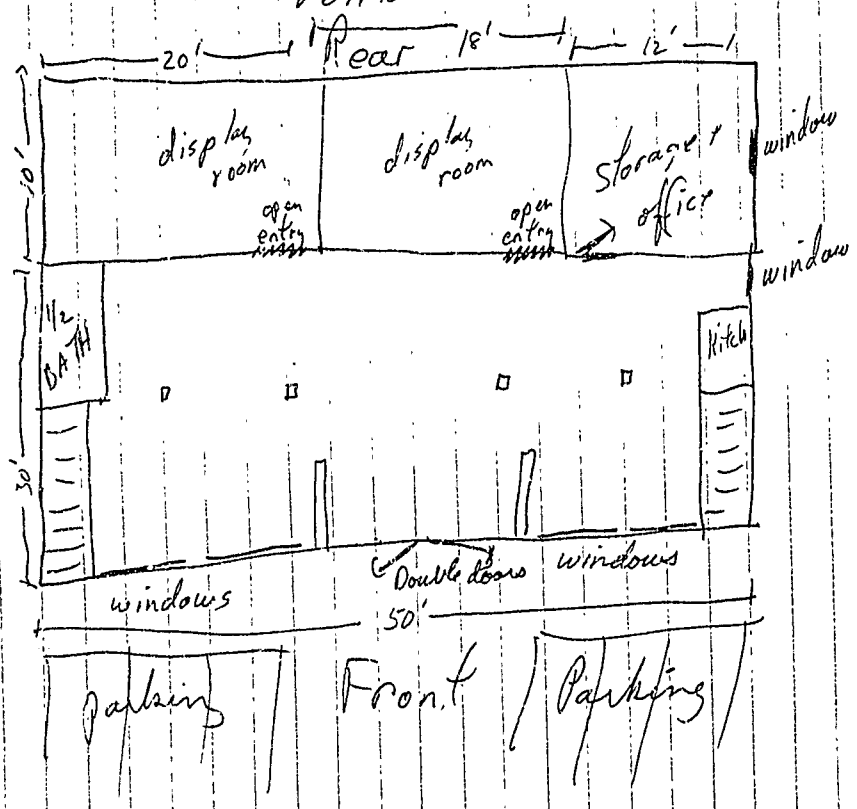 Rear
20'
18'
12'
display
room
display
room
Storage +
office
window
10'
open
entry
open
entry
window
1/2
BATH
Kitch
30'
Double doors
windows
windows
50'
Parking
Front
Parking